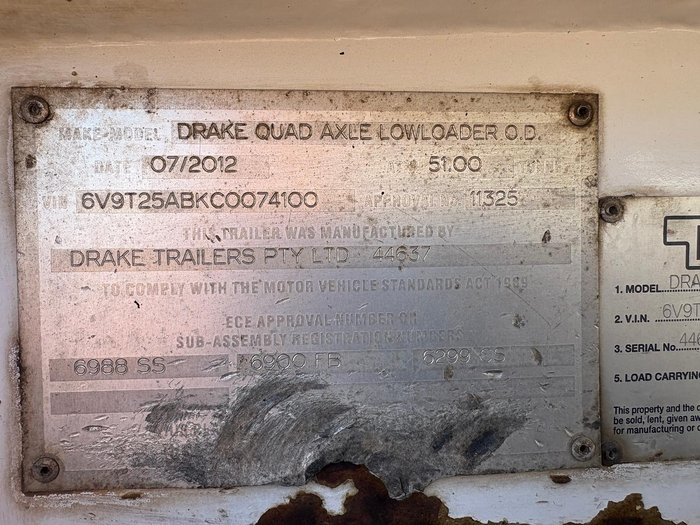 MAKE-MODEL DRAKE QUAD AXLE LOWLOADER O.D.
DATE 07/2012 51.00
VIN 6V9T25ABKC0074100 APPROVAL No. 11325
THIS TRAILER WAS MANUFACTURED BY
DRAKE TRAILERS PTY LTD 44637
TO COMPLY WITH THE MOTOR VEHICLE STANDARDS ACT 1989
ECE APPROVAL NUMBER OR
SUB-ASSEMBLY REGISTRATION NUMBERS
6988 SS 6900 FB 6299 CS
1. MODEL DRA
2. V.I.N. 6V9T
3. SERIAL No. 446
5. LOAD CARRYING
This property and the
be sold, lent, given aw
for manufacturing or